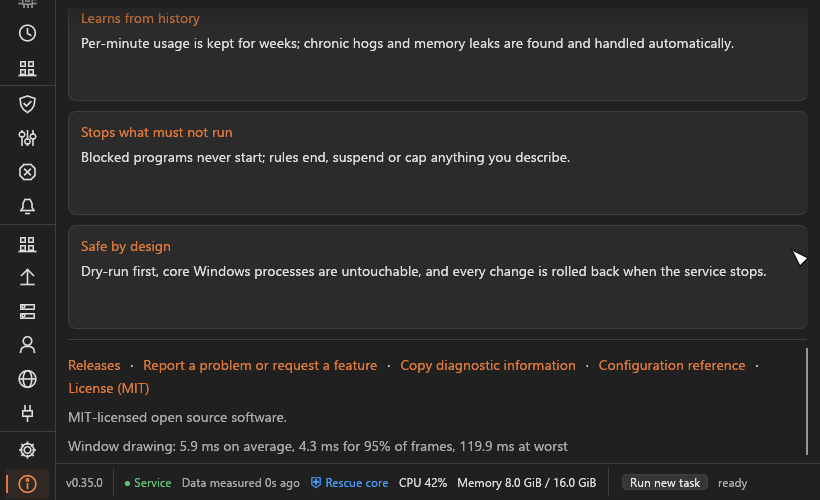 Learns from history
Per-minute usage is kept for weeks; chronic hogs and memory leaks are found and handled automatically.
Stops what must not run
Blocked programs never start; rules end, suspend or cap anything you describe.
Safe by design
Dry-run first, core Windows processes are untouchable, and every change is rolled back when the service stops.
Releases · Report a problem or request a feature · Copy diagnostic information · Configuration reference ·
License (MIT)
MIT-licensed open source software.
Window drawing: 5.9 ms on average, 4.3 ms for 95% of frames, 119.9 ms at worst
v0.35.0 Service Data measured 0s ago Rescue core CPU 42% Memory 8.0 GiB / 16.0 GiB Run new task ready